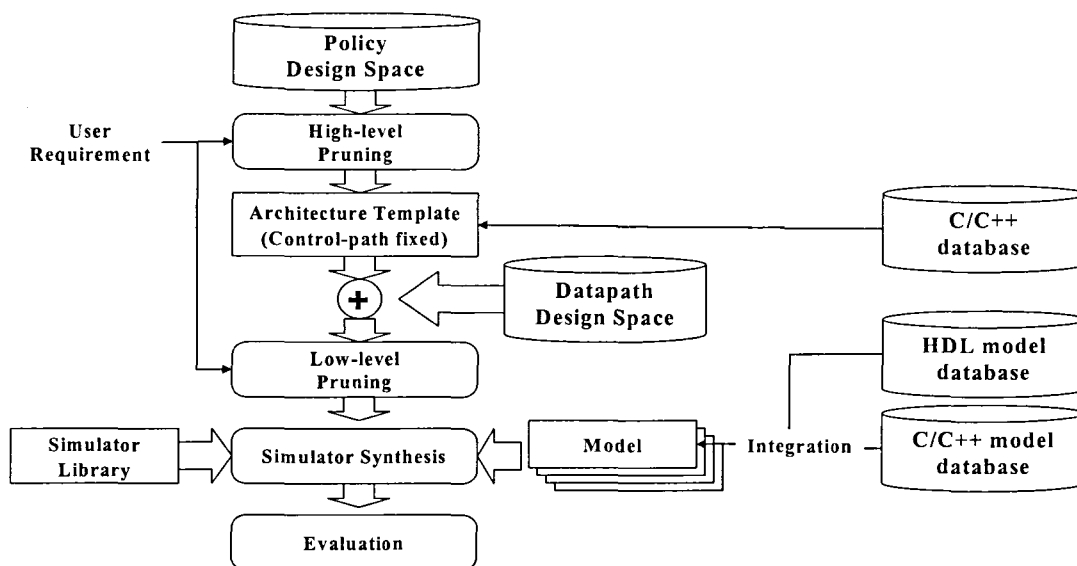 Policy
Design Space
User
Requirement
High-level
Pruning
Architecture Template
(Control-path fixed)
C/C++
database
+
Datapath
Design Space
HDL model
database
Low-level
Pruning
Simulator
Library
Simulator Synthesis
Model
Integration
C/C++ model
database
Evaluation